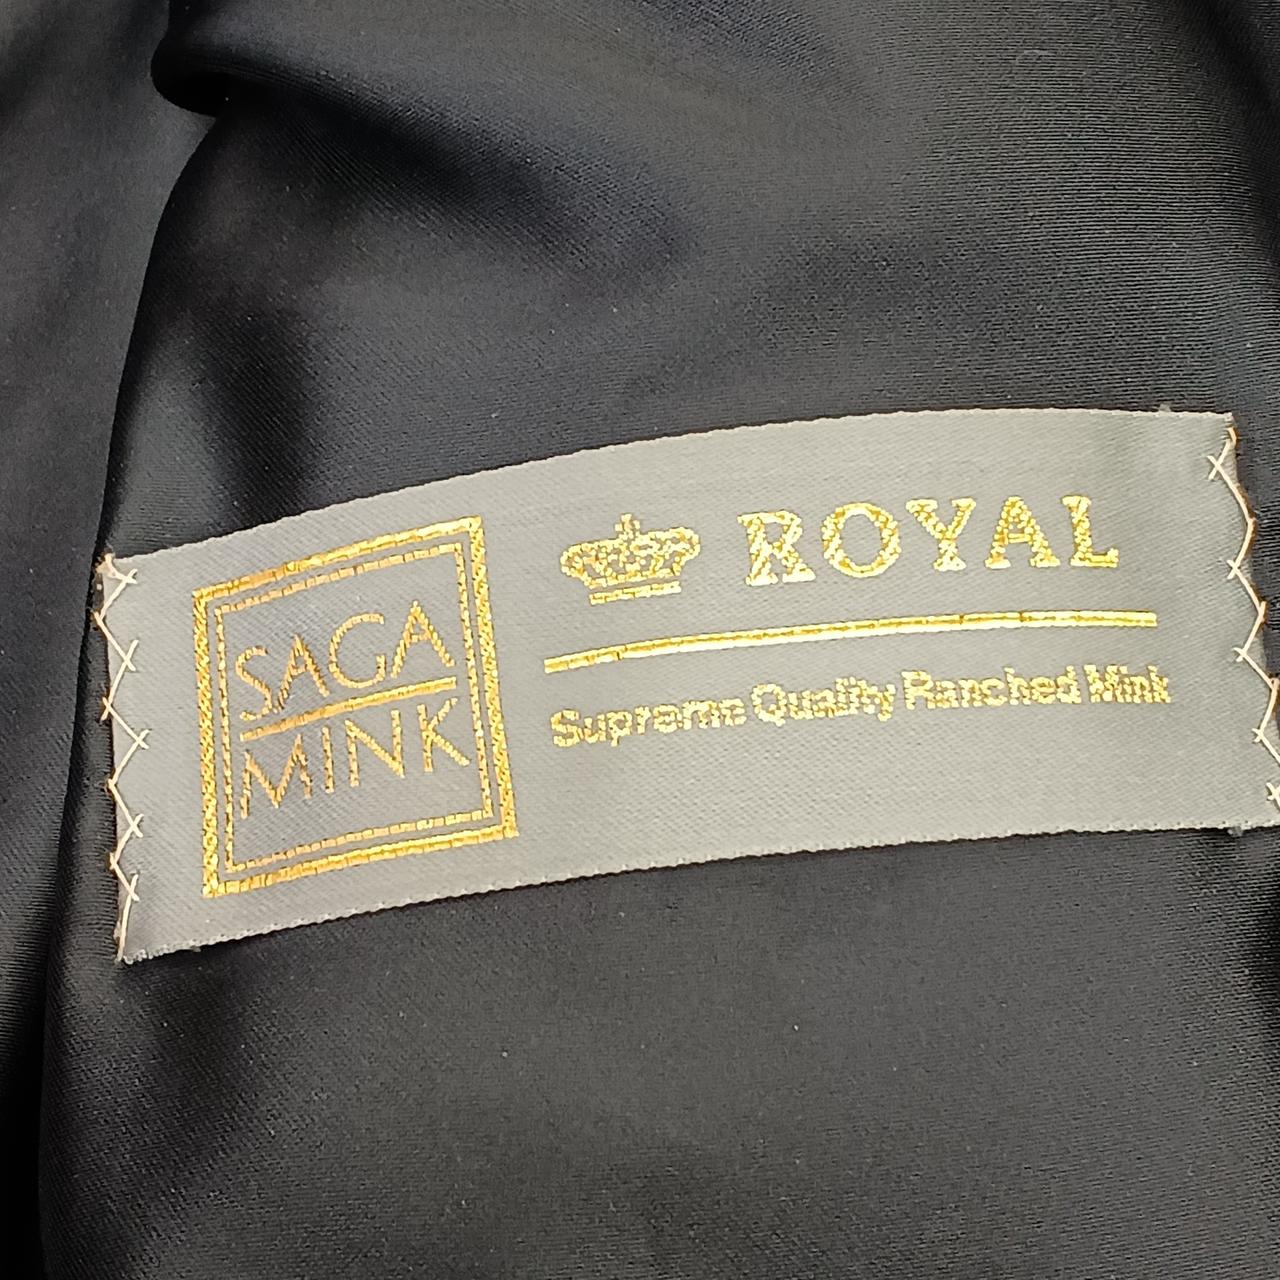 SAGA
MINK
ROYAL
Supreme Quality Ranched Mink